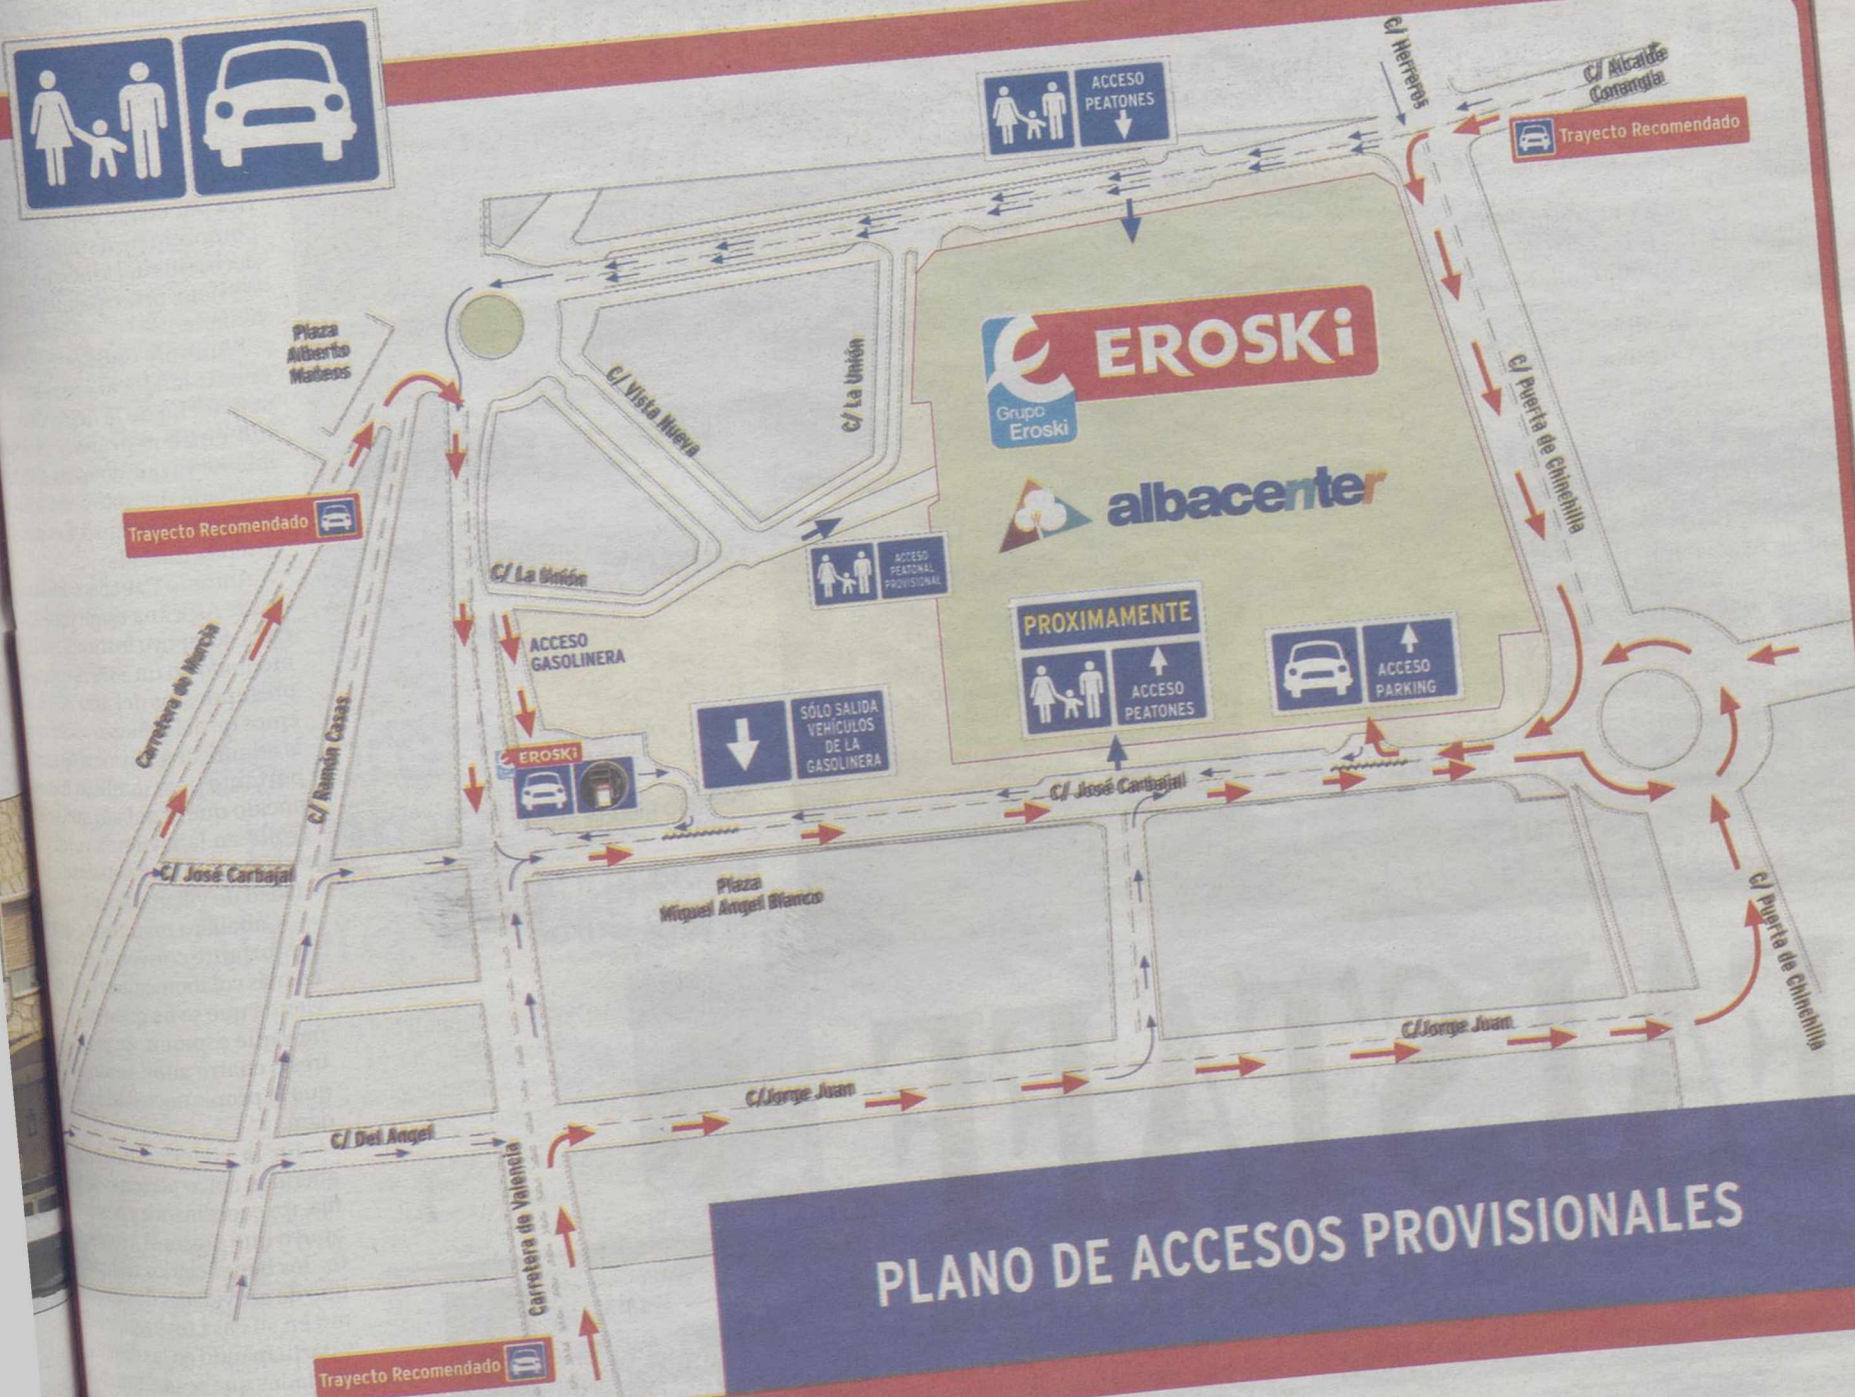 ACCESO
PEATONES
C/ Herreros
C/ Alcalde
Conangla
Trayecto Recomendado
Plaza
Alberto
Mateos
C/ Vista Nueva
C/ La Unión
EROSKi
Grupo
Eroski
albacenter
C/ Puerta de Chinchilla
Trayecto Recomendado
C/ La Unión
ACCESO
PEATONAL
PROVISIONAL
ACCESO
GASOLINERA
PROXIMAMENTE
ACCESO
PEATONES
ACCESO
PARKING
Carretera de Murcia
C/ Ramón Casas
SÓLO SALIDA
VEHÍCULOS
DE LA
GASOLINERA
EROSKi
C/ José Carbajal
C/ José Carbajal
Plaza
Miguel Angel Blanco
C/ Puerta de Chinchilla
C/Jorge Juan
C/Jorge Juan
C/ Del Angel
Carretera de Valencia
PLANO DE ACCESOS PROVISIONALES
Trayecto Recomendado